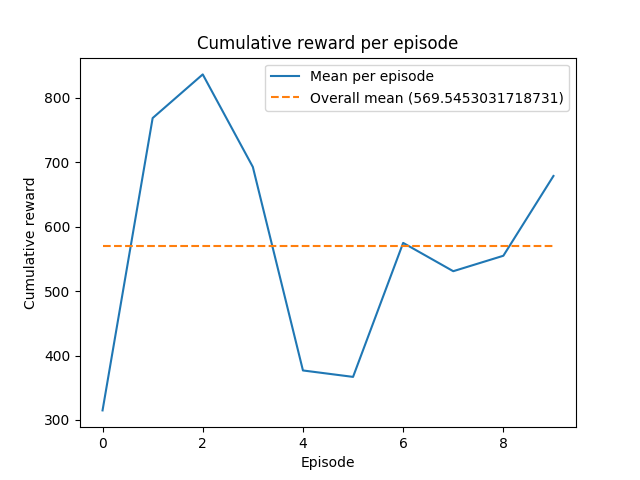 Cumulative reward per episode
Mean per episode
Overall mean (569.5453031718731)
Cumulative reward
800
700
600
500
400
300
0 2 4 6 8
Episode